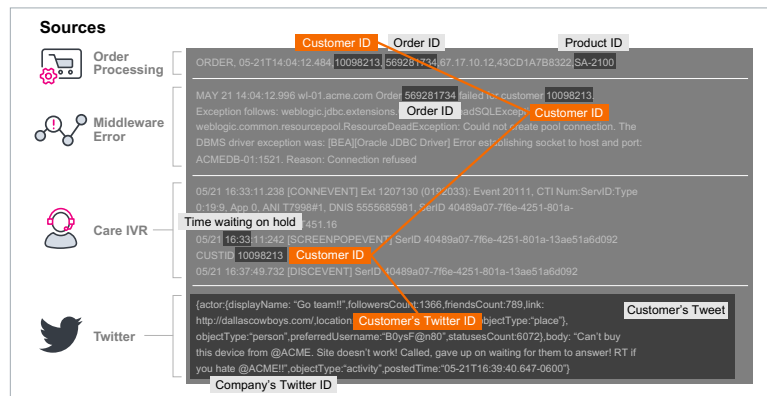 Sources
Customer ID Order ID Product ID
Order Processing
ORDER, 05-21T14:04:12.484,10098213,569281734,67.17.10.12,43CD1A7B8322,SA-2100
MAY 21 14:04:12.996 wl-01.acme.com Order 569281734 failed for customer 10098213.
Exception follows: weblogic.jdbc.extensions.
Order ID
Customer ID
Middleware Error
weblogic.common.resourcepool.ResourceDeadException: Could not create pool connection. The
DBMS driver exception was: [BEA][Oracle JDBC Driver] Error establishing socket to host and port:
ACMEDB-01:1521. Reason: Connection refused
05/21 16:33:11.238 [CONNEVENT] Ext 1207130 (0192033); Event 20111, CTI Num:ServID:Type
0:19:9, App 0, ANI T7998#1, DNIS 5555685981, SerID 40489a07-7f6e-4251-801a-
Time waiting on hold
451.16
Care IVR
05/21 16:33:11:242 [SCREENPOPEVENT] SerID 40489a07-7f6e-4251-801a-13ae51a6d092
CUSTID 10098213 Customer ID
05/21 16:37:49.732 [DISCEVENT] SerID 40489a07-7f6e-4251-801a-13ae51a6d092
{actor:{displayName: “Go team!!”,followersCount:1366,friendsCount:789,link:
Customer’s Tweet
http://dallascowboys.com/,location Customer’s Twitter ID objectType:“place”},
Twitter
objectType:“person”,preferredUsername:“B0ysF@n80”,statusesCount:6072},body: “Can’t buy
this device from @ACME. Site doesn’t work! Called, gave up on waiting for them to answer! RT if
you hate @ACME!!”,objectType:“activity”,postedTime:“05-21T16:39:40.647-0600”}
Company’s Twitter ID